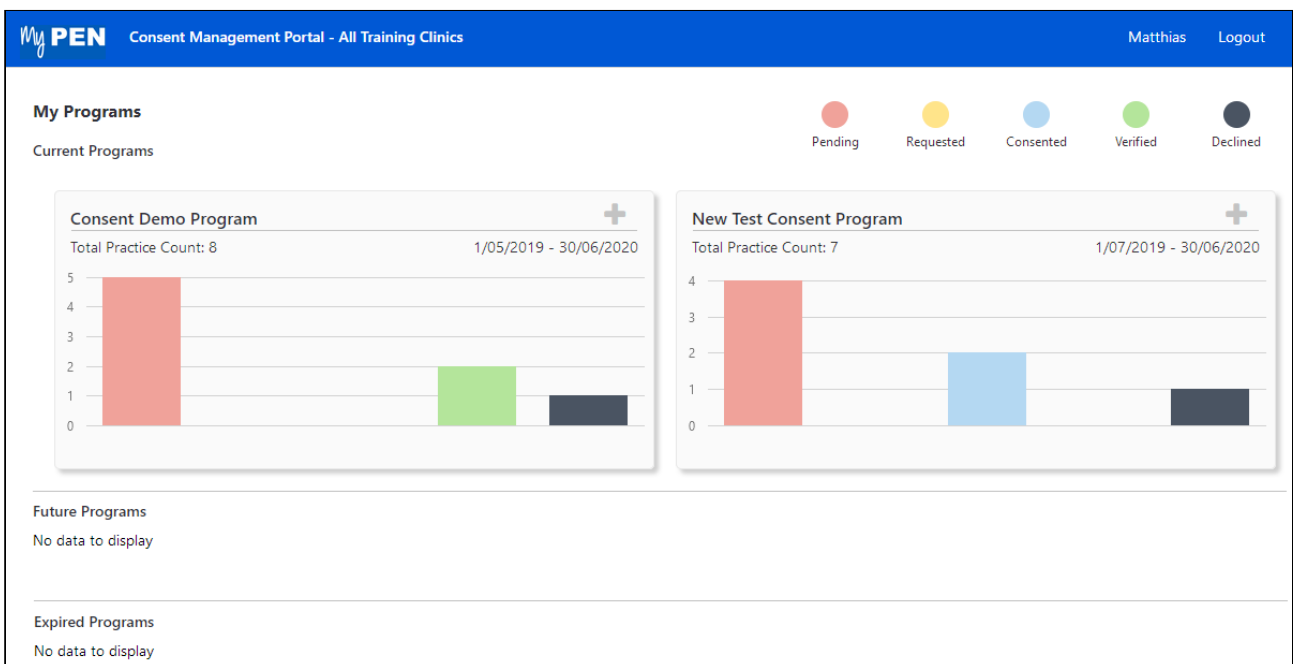 My PEN Consent Management Portal - All Training Clinics Matthias Logout
My Programs
Pending Requested Consented Verified Declined
Current Programs
Consent Demo Program
Total Practice Count: 8 1/05/2019 - 30/06/2020
5
4
3
2
1
0
New Test Consent Program
Total Practice Count: 7 1/07/2019 - 30/06/2020
4
3
2
1
0
Future Programs
No data to display
Expired Programs
No data to display